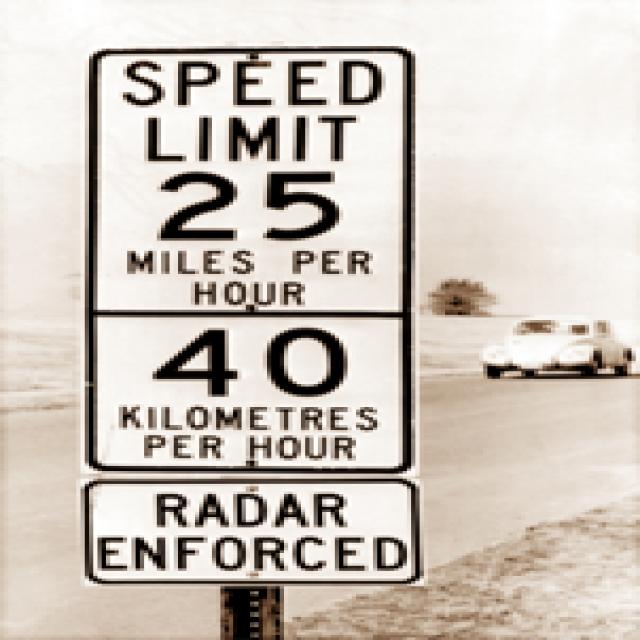 SPEED
LIMIT
25
MILES PER
HOUR
40
KILOMETRES
PER HOUR
RADAR
ENFORCED